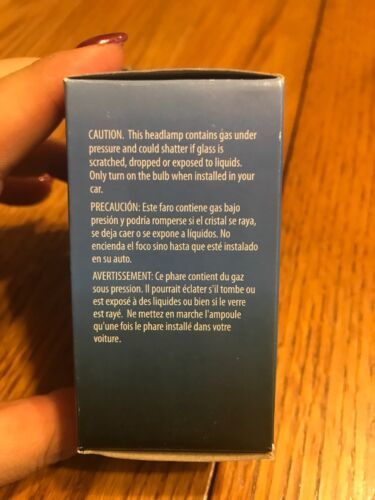 CAUTION. This headlamp contains gas under
pressure and could shatter if glass is
scratched, dropped or exposed to liquids.
Only turn on the bulb when installed in your
car.
PRECAUCIÓN: Este faro contiene gas bajo
presión y podría romperse si el cristal se raya,
se deja caer o se expone a líquidos. No
encienda el foco sino hasta que esté instalado
en su auto.
AVERTISSEMENT: Ce phare contient du gaz
sous pression. Il pourrait éclater s'il tombe ou
est exposé à des liquides ou bien si le verre
est rayé. Ne mettez en marche l'ampoule
qu'une fois le phare installé dans votre
voiture.